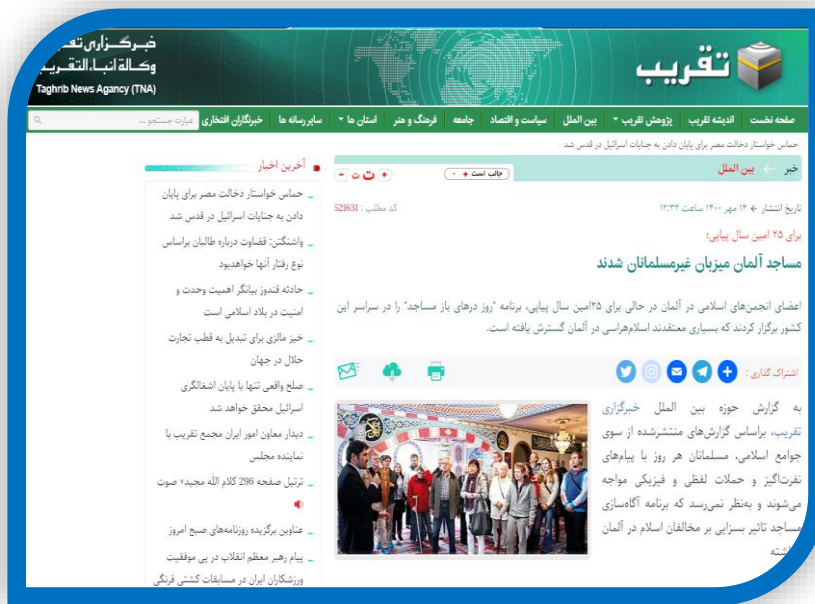 خبرگزاری
وکالة انباء التقریب
Taghrib News Agancy (TNA)
تقریب
صفحه نخست اندیشه تقریب پژوهش تقریب بین الملل سیاست و اقتصاد جامعه فرهنگ و هنر استان ها سایر رسانه ها خبرنگاران افتخاری عبارت جستجو ...
حماس خواستار دخالت مصر برای پایان دادن به جنایات اسرائیل در قدس شد
خبر ← بین الملل
جالب است + ۰ -
+ ت ت -
تاریخ انتشار ← ۱۴ مهر ۱۴۰۰ ساعت ۱۳:۳۲
کد مطلب : 521631
برای ۲۵ امین سال پیاپی؛
مساجد آلمان میزبان غیرمسلمانان شدند
اعضای انجمن‌های اسلامی در آلمان در حالی برای ۲۵امین سال پیاپی، برنامه "روز درهای باز مساجد" را در سراسر این
کشور برگزار کردند که بسیاری معتقدند اسلام‌هراسی در آلمان گسترش یافته است.
اشتراک گذاری :
به گزارش حوزه بین الملل خبرگزاری
تقریب، براساس گزارش‌های منتشرشده از سوی
جوامع اسلامی، مسلمانان هر روز با پیام‌های
نفرت‌انگیز و حملات لفظی و فیزیکی مواجه
می‌شوند و به‌نظر نمی‌رسد که برنامه آگاه‌سازی
مساجد تاثیر بسزایی بر مخالفان اسلام در آلمان
آخرین اخبار
حماس خواستار دخالت مصر برای پایان
دادن به جنایات اسرائیل در قدس شد
واشنگتن: قضاوت درباره طالبان براساس
نوع رفتار آنها خواهدبود
حادثه قندوز بیانگر اهمیت وحدت و
امنیت در بلاد اسلامی است
خیز مالزی برای تبدیل به قطب تجارت
حلال در جهان
صلح واقعی تنها با پایان اشغالگری
اسرائیل محقق خواهد شد
دیدار معاون امور ایران مجمع تقریب با
نماینده مجلس
ترتیل صفحه 296 کلام الله مجید+ صوت
عناوین برگزیده روزنامه‌های صبح امروز
پیام رهبر معظم انقلاب در پی موفقیت
ورزشکاران ایران در مسابقات کشتی فرنگی